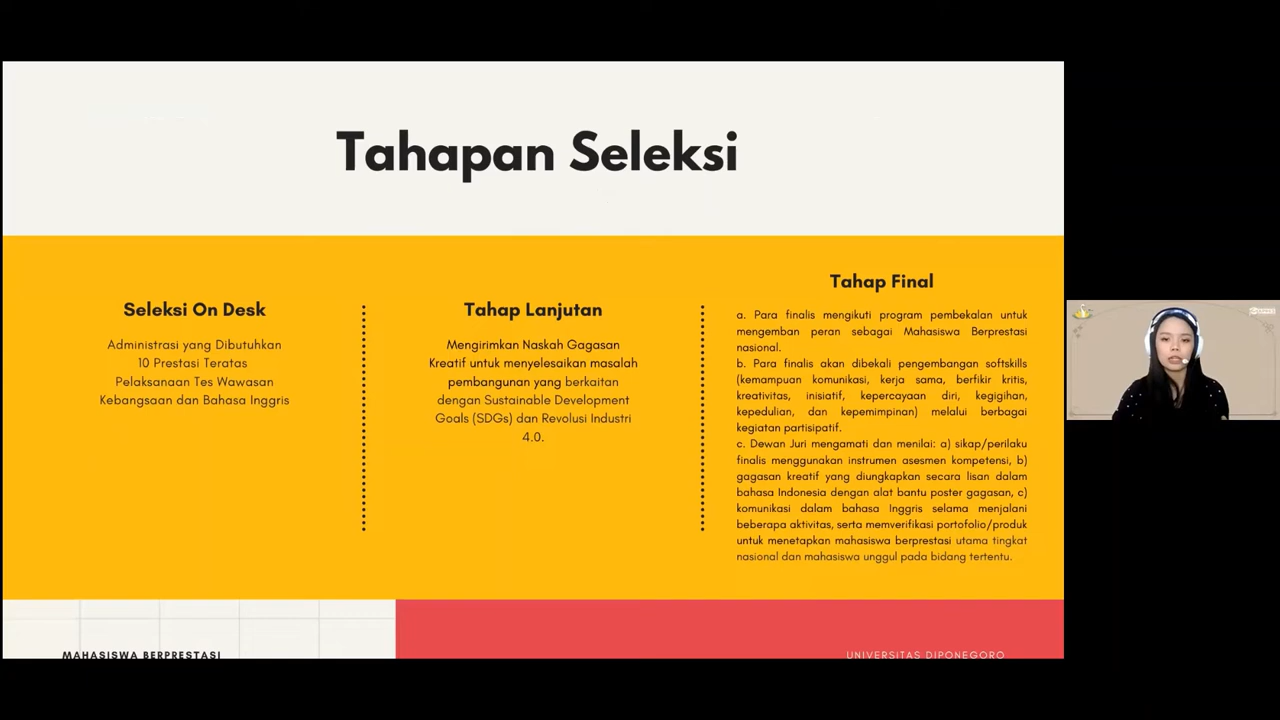 Tahapan Seleksi
Seleksi On Desk
Administrasi yang Dibutuhkan
10 Prestasi Teratas
Pelaksanaan Tes Wawasan
Kebangsaan dan Bahasa Inggris
Tahap Lanjutan
Mengirimkan Naskah Gagasan
Kreatif untuk menyelesaikan masalah
pembangunan yang berkaitan
dengan Sustainable Development
Goals (SDGs) dan Revolusi Industri
4.0.
Tahap Final
a. Para finalis mengikuti program pembekalan untuk
mengemban peran sebagai Mahasiswa Berprestasi
nasional.
b. Para finalis akan dibekali pengembangan softskills
(kemampuan komunikasi, kerja sama, berfikir kritis,
kreativitas, inisiatif, kepercayaan diri, kegigihan,
kepedulian, dan kepemimpinan) melalui berbagai
kegiatan partisipatif.
c. Dewan Juri mengamati dan menilai: a) sikap/perilaku
finalis menggunakan instrumen asesmen kompetensi, b)
gagasan kreatif yang diungkapkan secara lisan dalam
bahasa Indonesia dengan alat bantu poster gagasan, c)
komunikasi dalam bahasa Inggris selama menjalani
beberapa aktivitas, serta memverifikasi portofolio/produk
untuk menetapkan mahasiswa berprestasi utama tingkat
nasional dan mahasiswa unggul pada bidang tertentu.
MAHASISWA BERPRESTASI
UNIVERSITAS DIPONEGORO